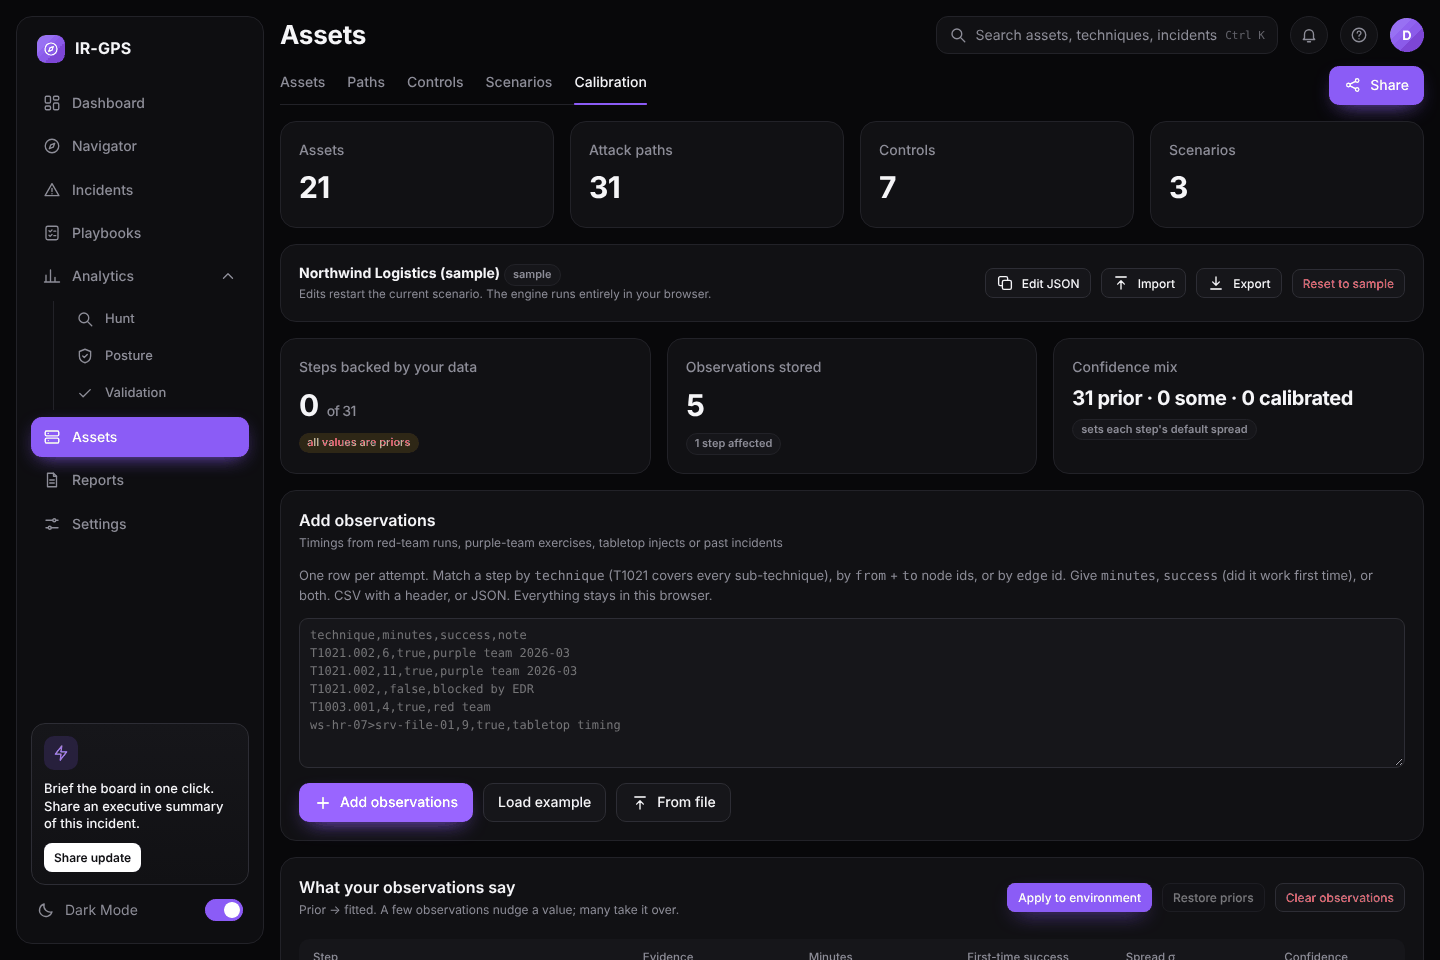 IR-GPS
Dashboard
Navigator
Incidents
Playbooks
Analytics
Hunt
Posture
Validation
Assets
Reports
Settings
Brief the board in one click.
Share an executive summary
of this incident.
Share update
Dark Mode
Assets
Search assets, techniques, incidents Ctrl K
D
Assets Paths Controls Scenarios Calibration
Share
Assets
21
Attack paths
31
Controls
7
Scenarios
3
Northwind Logistics (sample) sample
Edits restart the current scenario. The engine runs entirely in your browser.
Edit JSON Import Export Reset to sample
Steps backed by your data
0 of 31
all values are priors
Observations stored
5
1 step affected
Confidence mix
31 prior · 0 some · 0 calibrated
sets each step's default spread
Add observations
Timings from red-team runs, purple-team exercises, tabletop injects or past incidents
One row per attempt. Match a step by technique (T1021 covers every sub-technique), by from + to node ids, or by edge id. Give minutes, success (did it work first time), or
both. CSV with a header, or JSON. Everything stays in this browser.
technique,minutes,success,note
T1021.002,6,true,purple team 2026-03
T1021.002,11,true,purple team 2026-03
T1021.002,,false,blocked by EDR
T1003.001,4,true,red team
ws-hr-07>srv-file-01,9,true,tabletop timing
Add observations Load example From file
What your observations say
Prior → fitted. A few observations nudge a value; many take it over.
Apply to environment Restore priors Clear observations
Step Evidence Minutes First-time success Spread σ Confidence